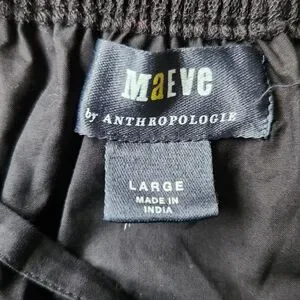 MaEve
by ANTHROPOLOGIE
LARGE
MADE IN
INDIA